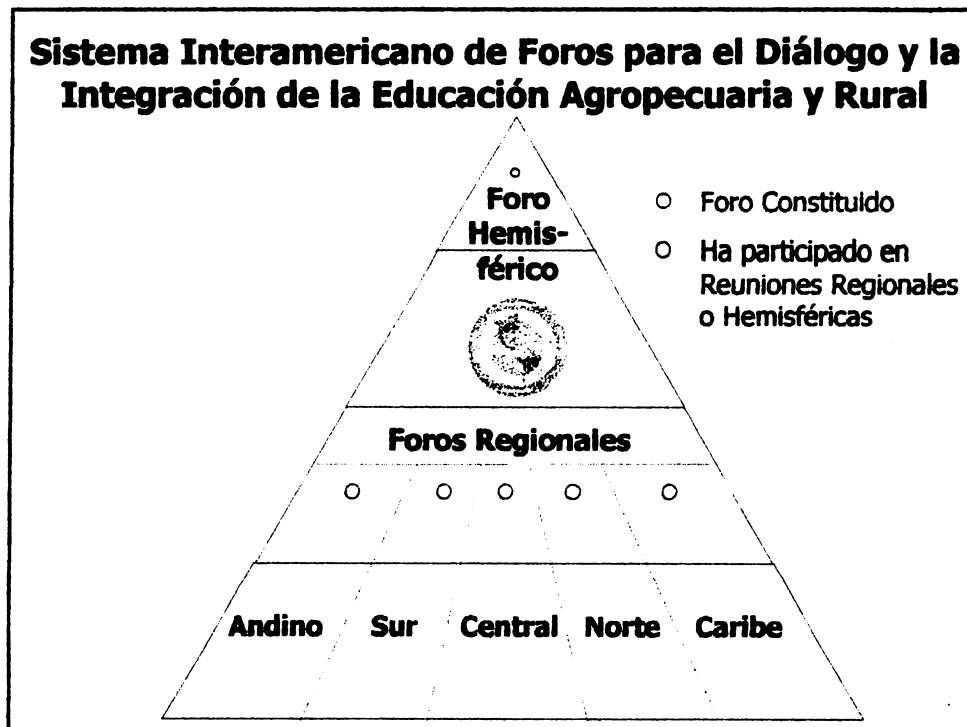 Sistema Interamericano de Foros para el Diálogo y la
Integración de la Educación Agropecuaria y Rural
Foro
Hemis-
férico
Foro Constituido
Ha participado en
Reuniones Regionales
o Hemisféricas
Foros Regionales
Andino Sur Central Norte Caribe